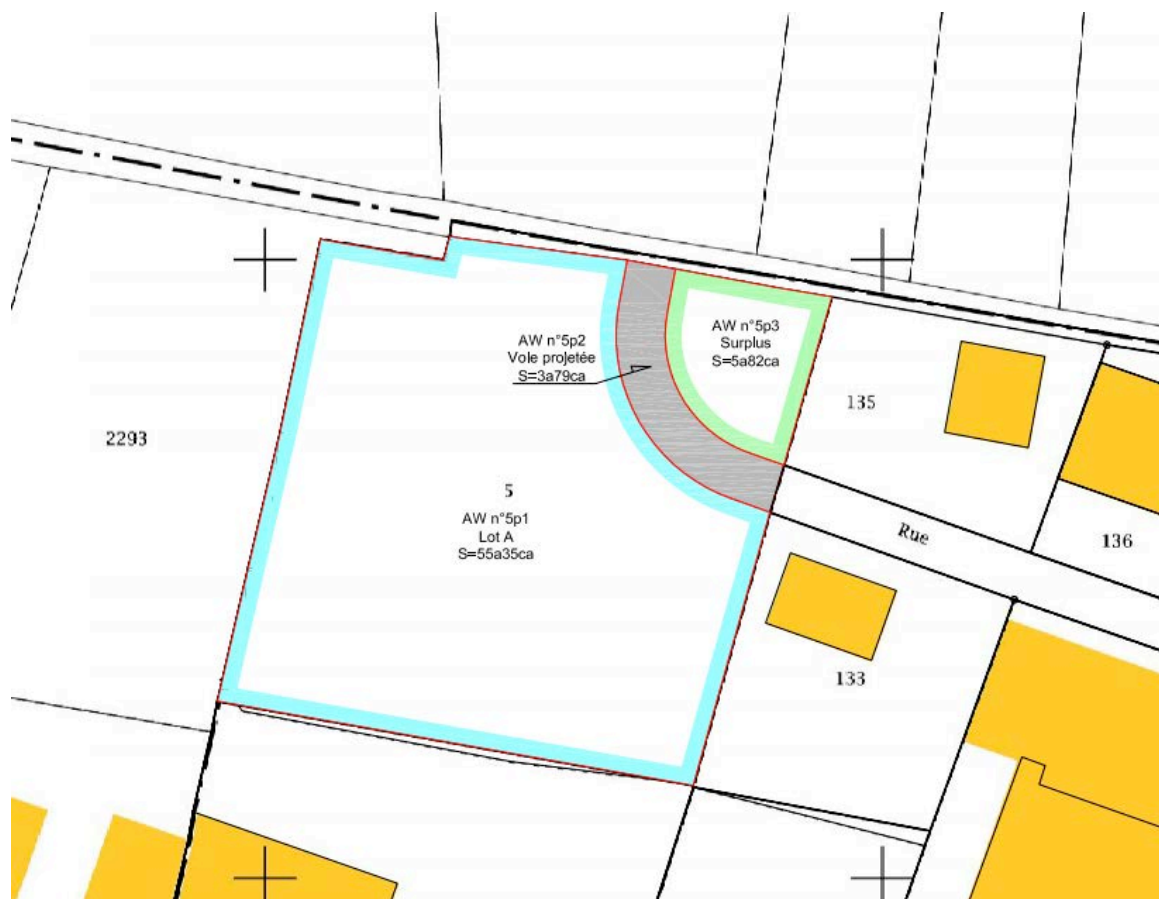 AW n°5p3
Surplus
S=5a82ca
AW n°5p2
Voie projetée
S=3a79ca
135
2293
5
AW n°5p1
Lot A
S=55a35ca
Rue
136
133